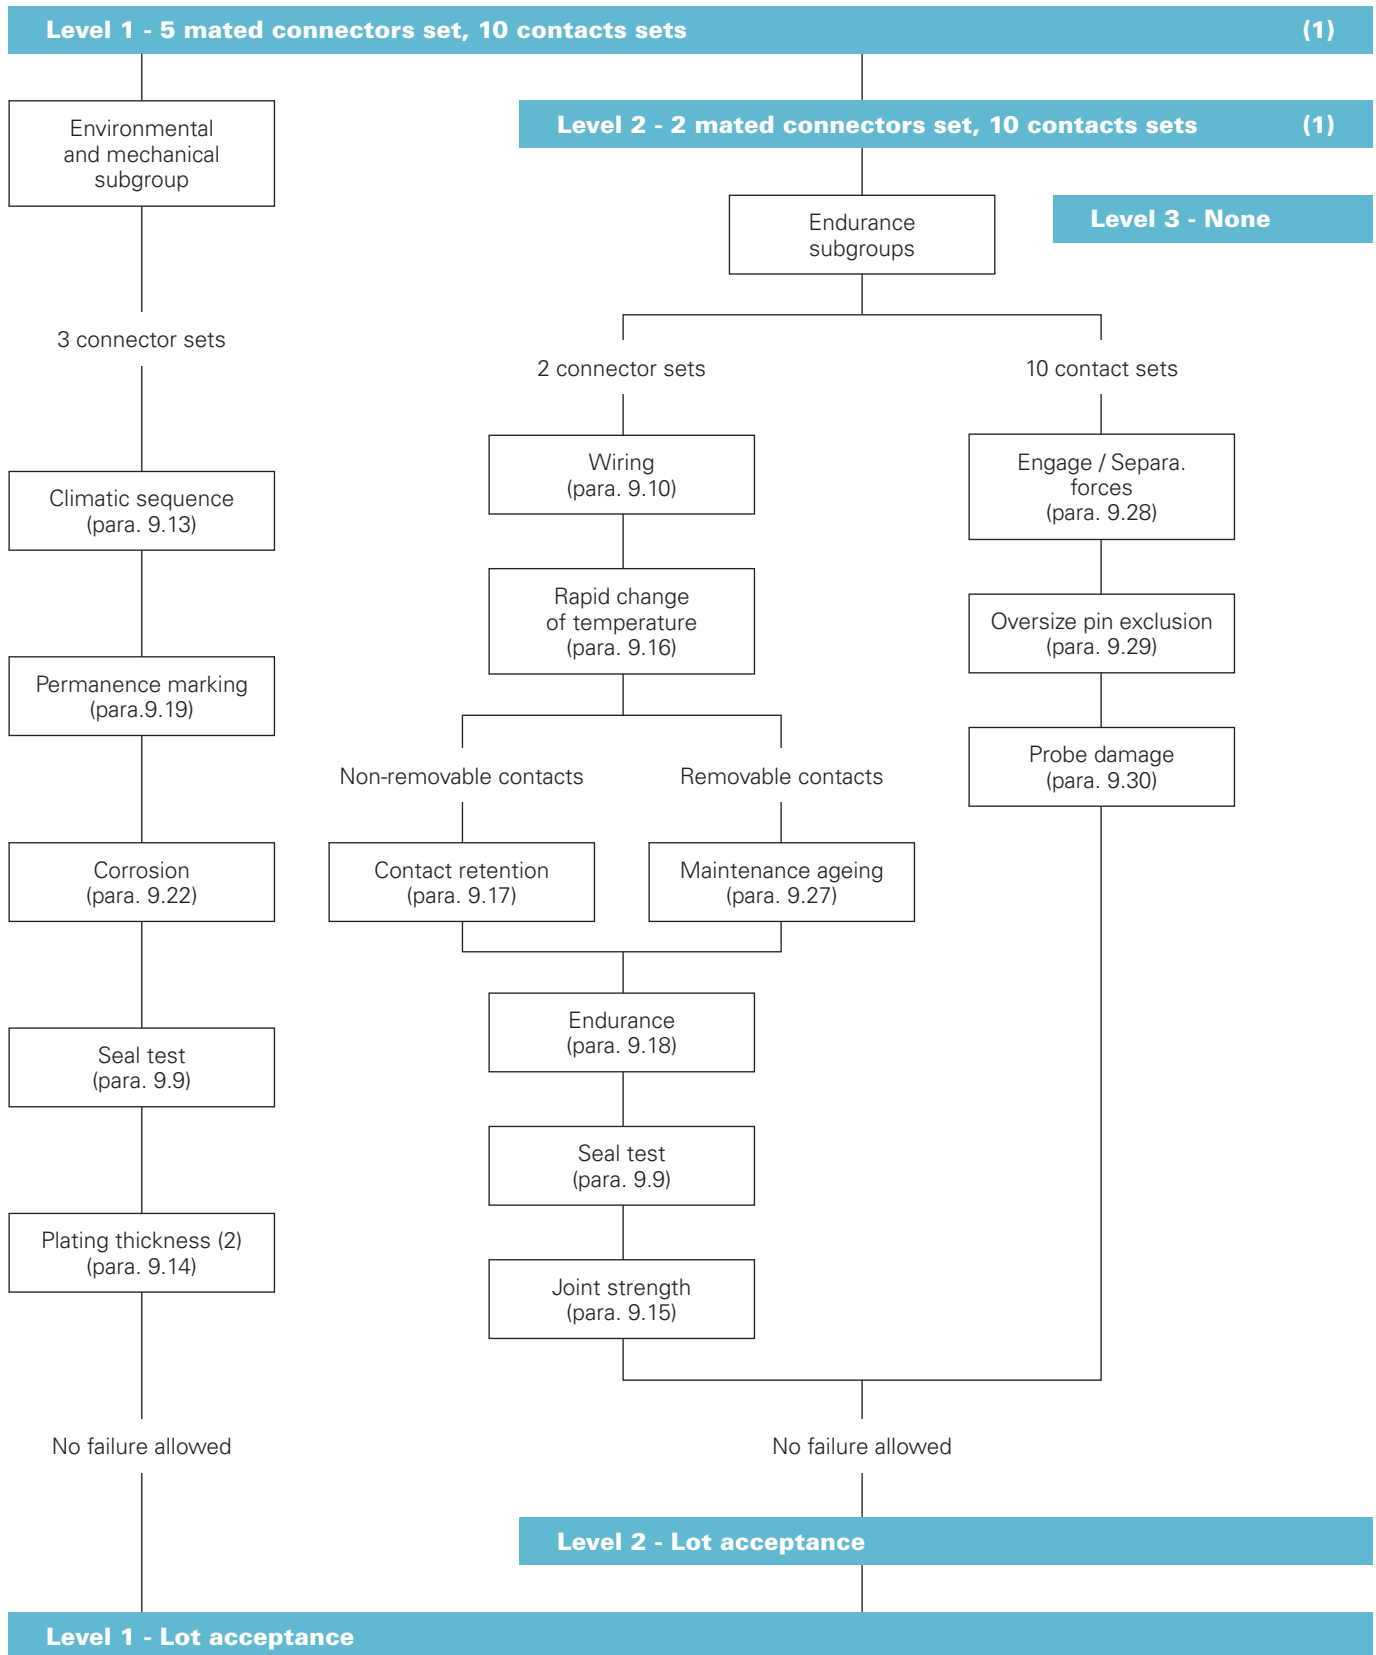 Level 1 - 5 mated connectors set, 10 contacts sets (1)
Environmental
and mechanical
subgroup
Level 2 - 2 mated connectors set, 10 contacts sets (1)
Endurance
subgroups
Level 3 - None
3 connector sets
2 connector sets
10 contact sets
Climatic sequence
(para. 9.13)
Permanence marking
(para.9.19)
Corrosion
(para. 9.22)
Seal test
(para. 9.9)
Plating thickness (2)
(para. 9.14)
No failure allowed
Wiring
(para. 9.10)
Rapid change
of temperature
(para. 9.16)
Non-removable contacts
Removable contacts
Contact retention
(para. 9.17)
Maintenance ageing
(para. 9.27)
Endurance
(para. 9.18)
Seal test
(para. 9.9)
Joint strength
(para. 9.15)
Engage / Separa.
forces
(para. 9.28)
Oversize pin exclusion
(para. 9.29)
Probe damage
(para. 9.30)
No failure allowed
Level 2 - Lot acceptance
Level 1 - Lot acceptance